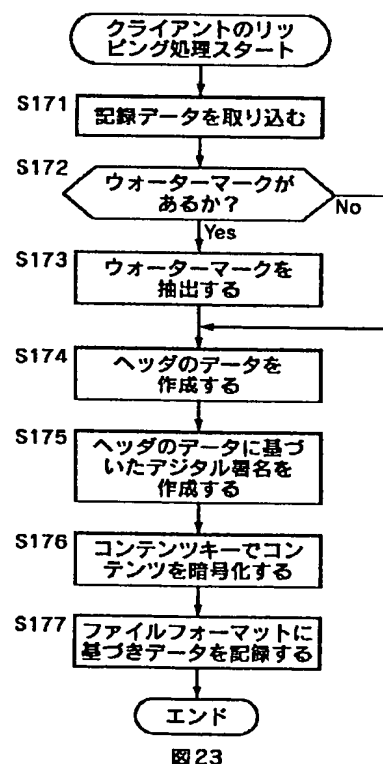 クライアントのリッ
ピング処理スタート
S171
記録データを取り込む
S172
ウォーターマークが
あるか？
No
Yes
S173
ウォーターマークを
抽出する
S174
ヘッダのデータを
作成する
S175
ヘッダのデータに基づ
いたデジタル署名を
作成する
S176
コンテンツキーでコン
テンツを暗号化する
S177
ファイルフォーマットに
基づきデータを記録する
エンド
図23